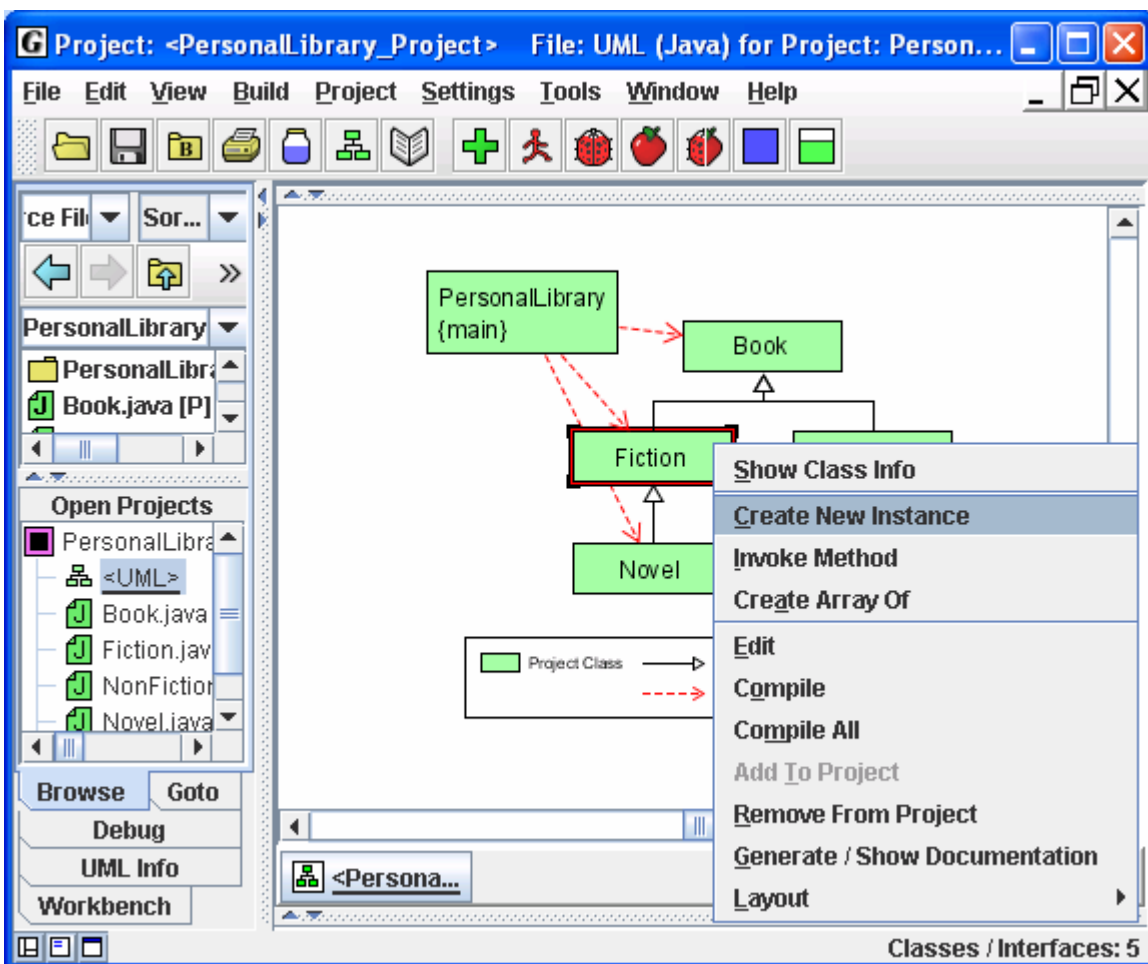 Project: <PersonalLibrary_Project> File: UML (Java) for Project: Person...
File Edit View Build Project Settings Tools Window Help
B
ce Fil Sor...
PersonalLibrary
PersonalLibra
Book.java [P]
Open Projects
PersonalLibra
<UML>
Book.java
Fiction.jav
NonFiction
Novel.java
Browse Goto
Debug
UML Info
Workbench
PersonalLibrary
{main}
Book
Fiction
Novel
Project Class
Show Class Info
Create New Instance
Invoke Method
Create Array Of
Edit
Compile
Compile All
Add To Project
Remove From Project
Generate / Show Documentation
Layout
<Persona...
Classes / Interfaces: 5